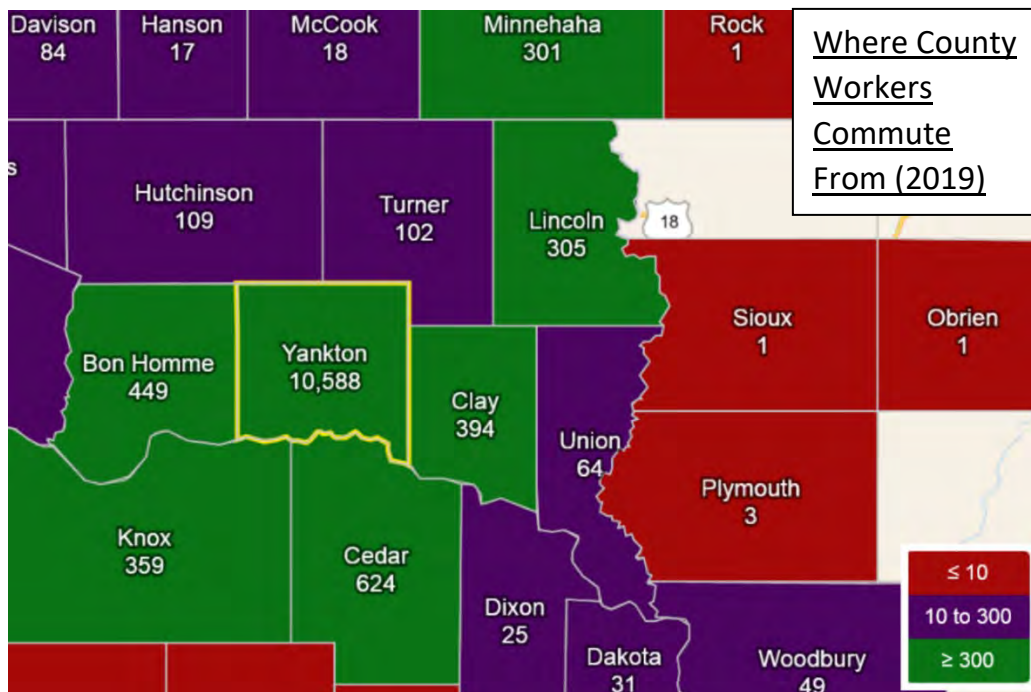 Davison
84
Hanson
17
McCook
18
Minnehaha
301
Rock
1
Where County
Workers
Commute
From (2019)
s
Hutchinson
109
Turner
102
Lincoln
305
18
Sioux
1
Obrien
1
Bon Homme
449
Yankton
10,588
Clay
394
Union
64
Plymouth
3
Knox
359
Cedar
624
Dixon
25
Dakota
31
Woodbury
49
≤ 10
10 to 300
≥ 300